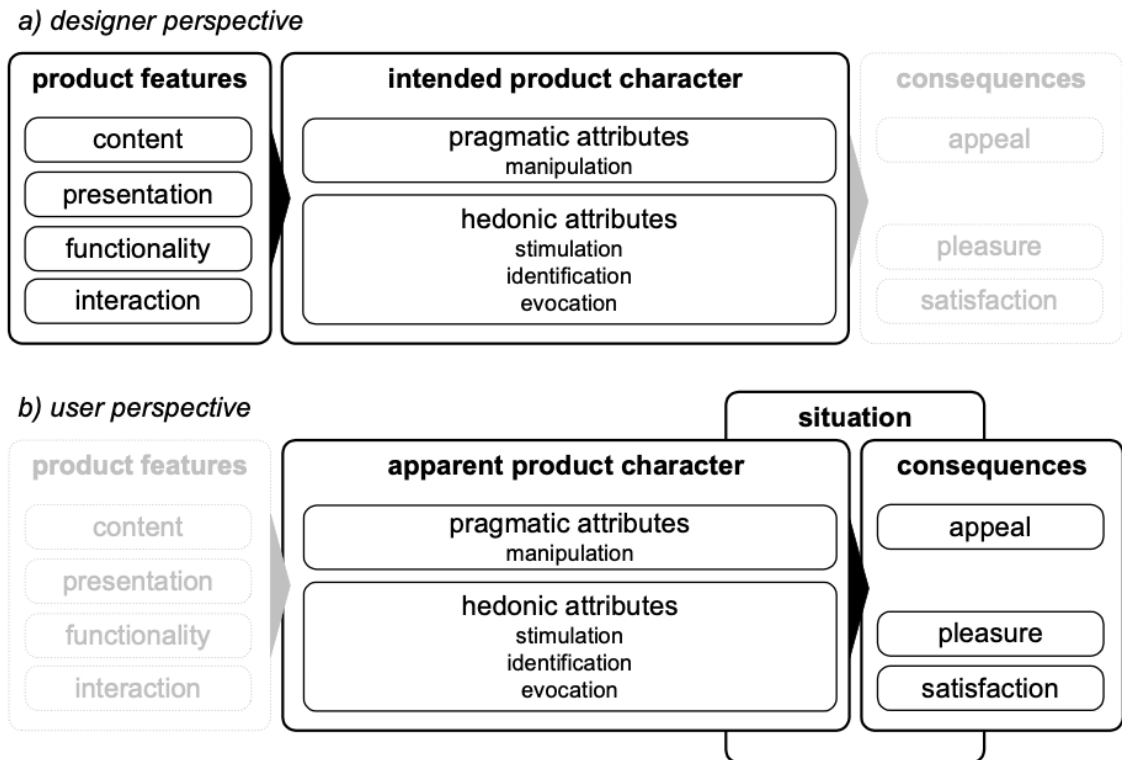 a) designer perspective
product features
content
presentation
functionality
interaction
intended product character
pragmatic attributes
manipulation
hedonic attributes
stimulation
identification
evocation
consequences
appeal
pleasure
satisfaction
b) user perspective
situation
product features
content
presentation
functionality
interaction
apparent product character
pragmatic attributes
manipulation
hedonic attributes
stimulation
identification
evocation
consequences
appeal
pleasure
satisfaction